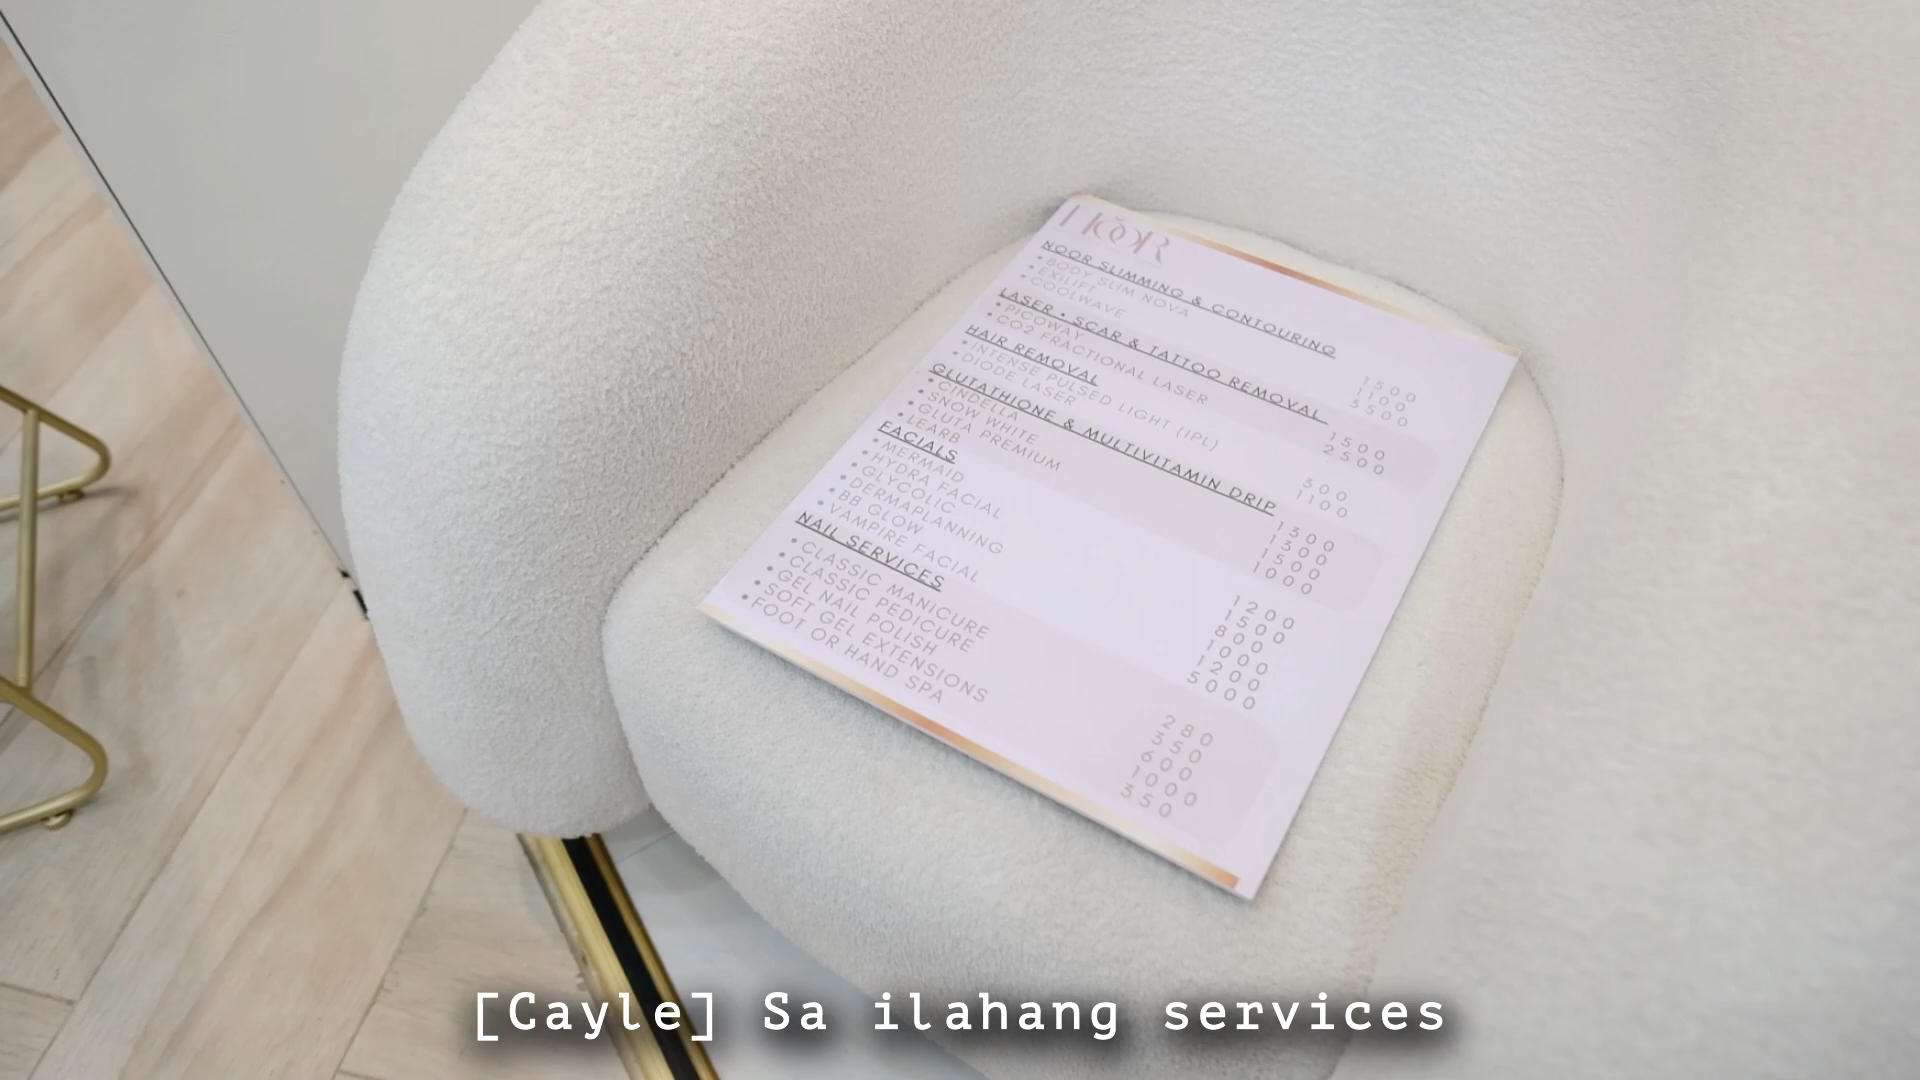 NOOR
NOOR SLIMMING & CONTOURING
• BODY SLIM NOVA 1500
• EXILIFT 1100
• COOLWAVE 3500
LASER • SCAR & TATTOO REMOVAL
• PICOWAY 1500
• CO2 FRACTIONAL LASER 2500
HAIR REMOVAL
• INTENSE PULSED LIGHT (IPL) 500
• DIODE LASER 1100
GLUTATHIONE & MULTIVITAMIN DRIP
• CINDELLA 1300
• SNOW WHITE 1300
• GLUTA PREMIUM 1500
• LEARB 1000
FACIALS
• MERMAID 1200
• HYDRA FACIAL 1500
• GLYCOLIC 800
• DERMAPLANNING 1000
• BB GLOW 1200
• VAMPIRE FACIAL 5000
NAIL SERVICES
• CLASSIC MANICURE 280
• CLASSIC PEDICURE 350
• GEL NAIL POLISH 600
• SOFT GEL EXTENSIONS 1000
• FOOT OR HAND SPA 350
[Cayle] Sa ilahang services